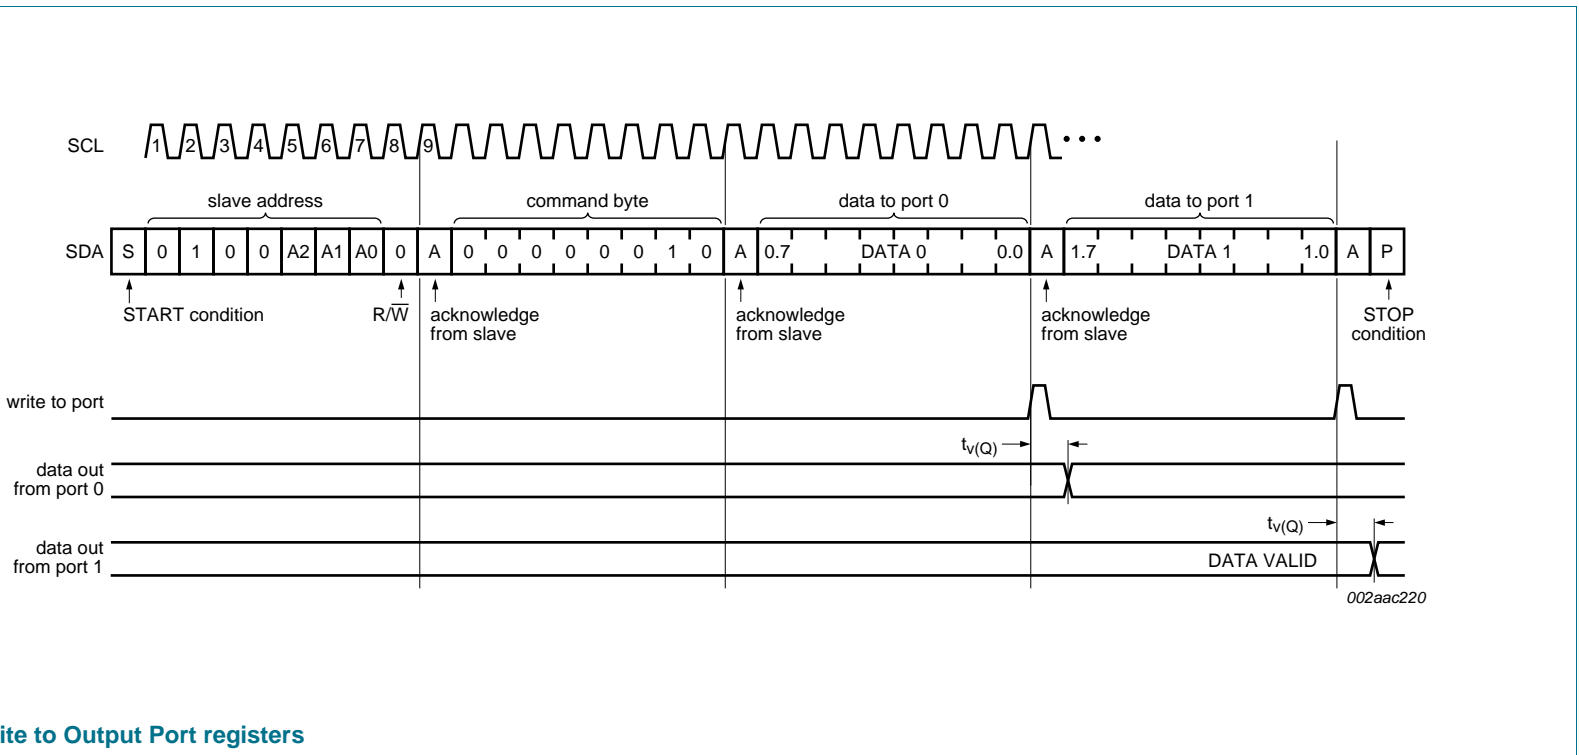 SCL 1 2 3 4 5 6 7 8 9 • • •
slave address command byte data to port 0 data to port 1
SDA S 0 1 0 0 A2 A1 A0 0 A 0 0 0 0 0 0 1 0 A 0.7 DATA 0 0.0 A 1.7 DATA 1 1.0 A P
START condition R/W̅ acknowledge acknowledge acknowledge STOP
from slave from slave from slave condition
write to port
tv(Q)
data out
from port 0
tv(Q)
data out
from port 1 DATA VALID
002aac220
ite to Output Port registers